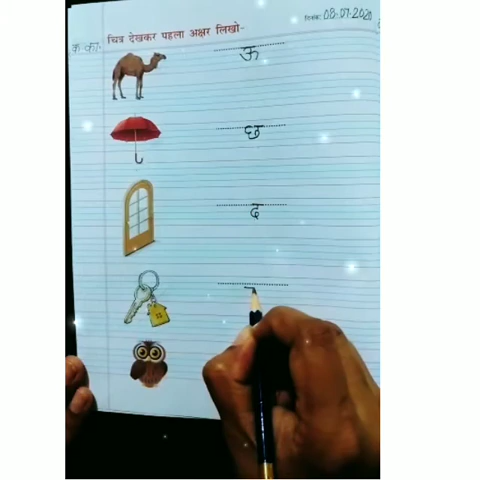 दिनांक: 08-07-2020
क-का. चित्र देखकर पहला अक्षर लिखो-
ऊ
छ
द